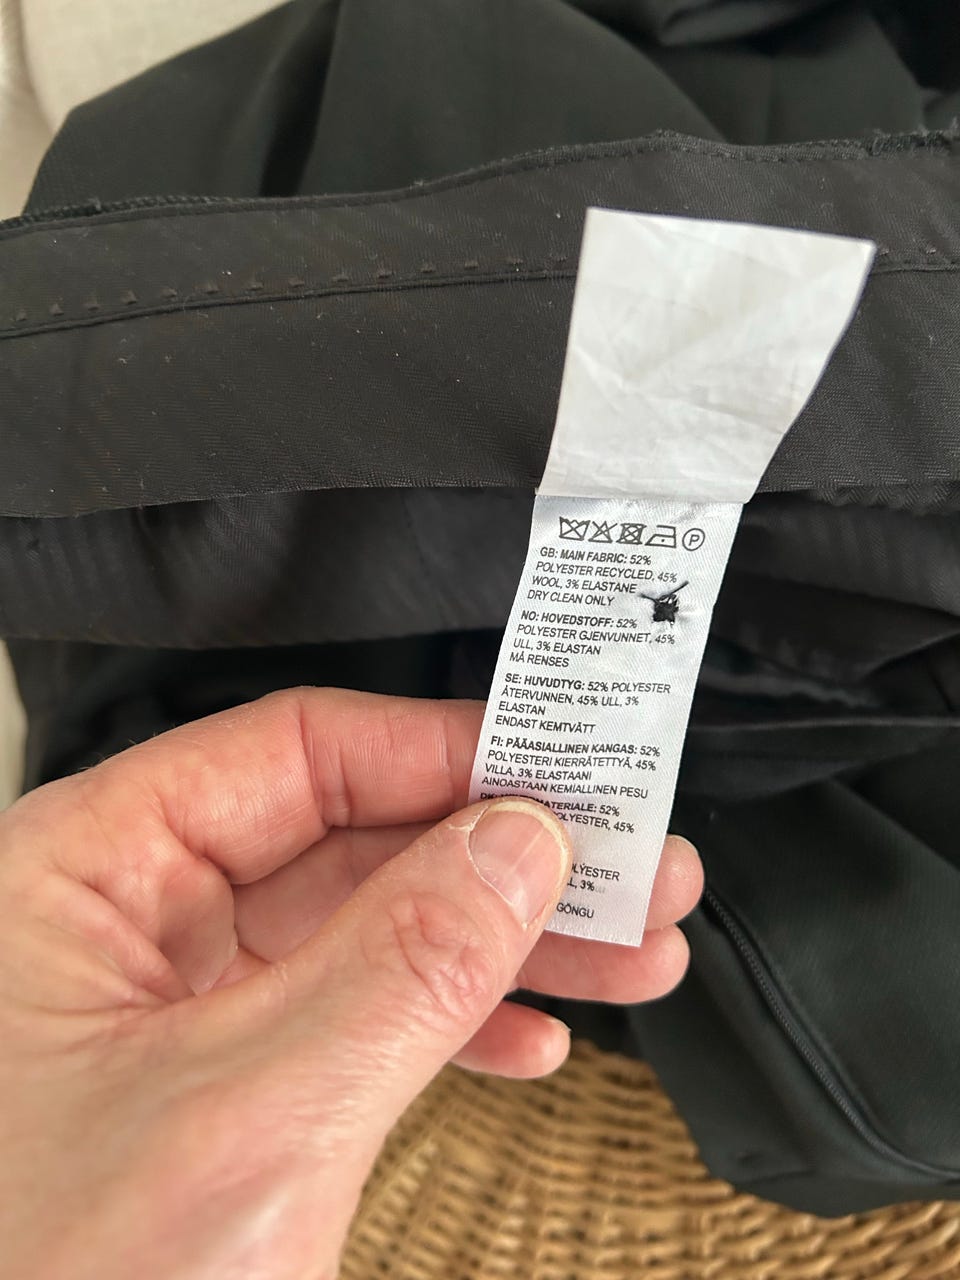 P
GB: MAIN FABRIC: 52%
POLYESTER RECYCLED, 45%
WOOL, 3% ELASTANE
DRY CLEAN ONLY
NO: HOVEDSTOFF: 52%
POLYESTER GJENVUNNET, 45%
ULL, 3% ELASTAN
MÅ RENSES
SE: HUVUDTYG: 52% POLYESTER
ÅTERVUNNEN, 45% ULL, 3%
ELASTAN
ENDAST KEMTVÄTT
FI: PÄÄASIALLINEN KANGAS: 52%
POLYESTERI KIERRÄTETTYÄ, 45%
VILLA, 3% ELASTAANI
AINOASTAAN KEMIALLINEN PESU
52%
45%
3%